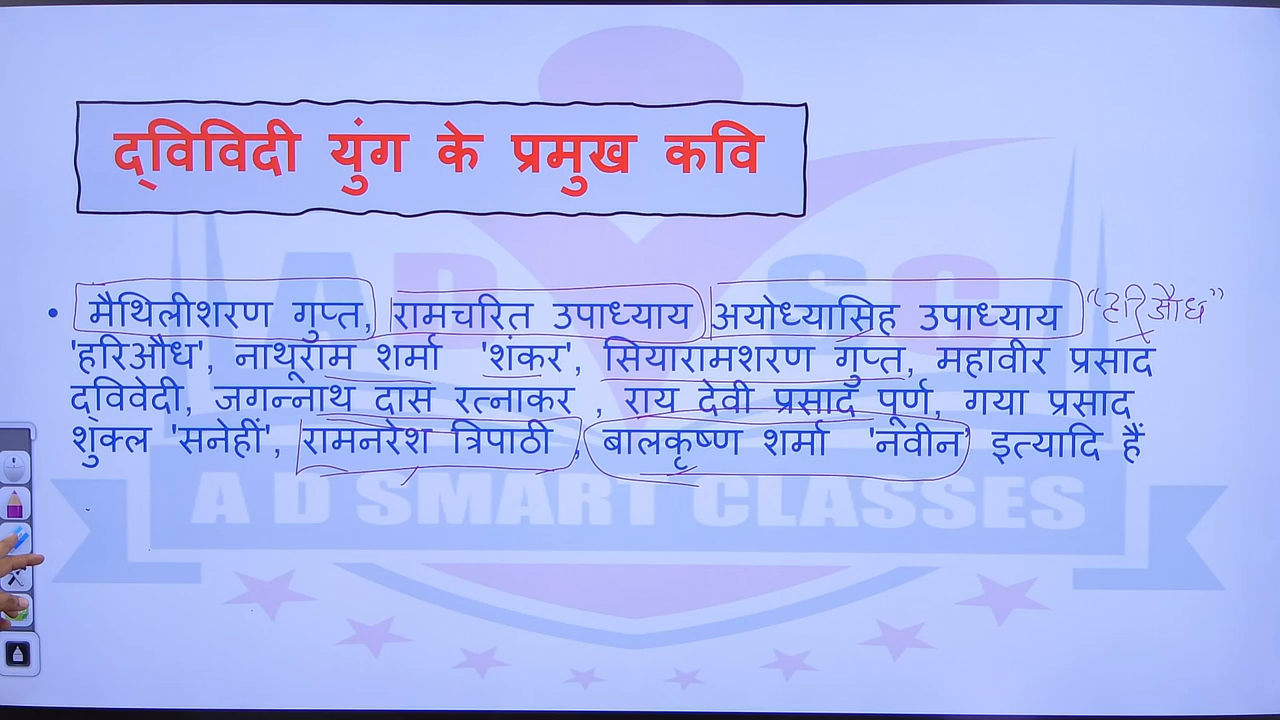 द्विविदी युंग के प्रमुख कवि
• मैथिलीशरण गुप्त, रामचरित उपाध्याय अयोध्यासिह उपाध्याय "हरिऔध"
'हरिऔध', नाथूराम शर्मा 'शंकर', सियारामशरण गुप्त, महावीर प्रसाद
द्विवेदी, जगन्नाथ दास रत्नाकर , राय देवी प्रसाद पूर्ण, गया प्रसाद
शुक्ल 'सनेहीं', रामनरेश त्रिपाठी , बालकृष्ण शर्मा 'नवीन' इत्यादि हैं
A D S C
A D SMART CLASSES